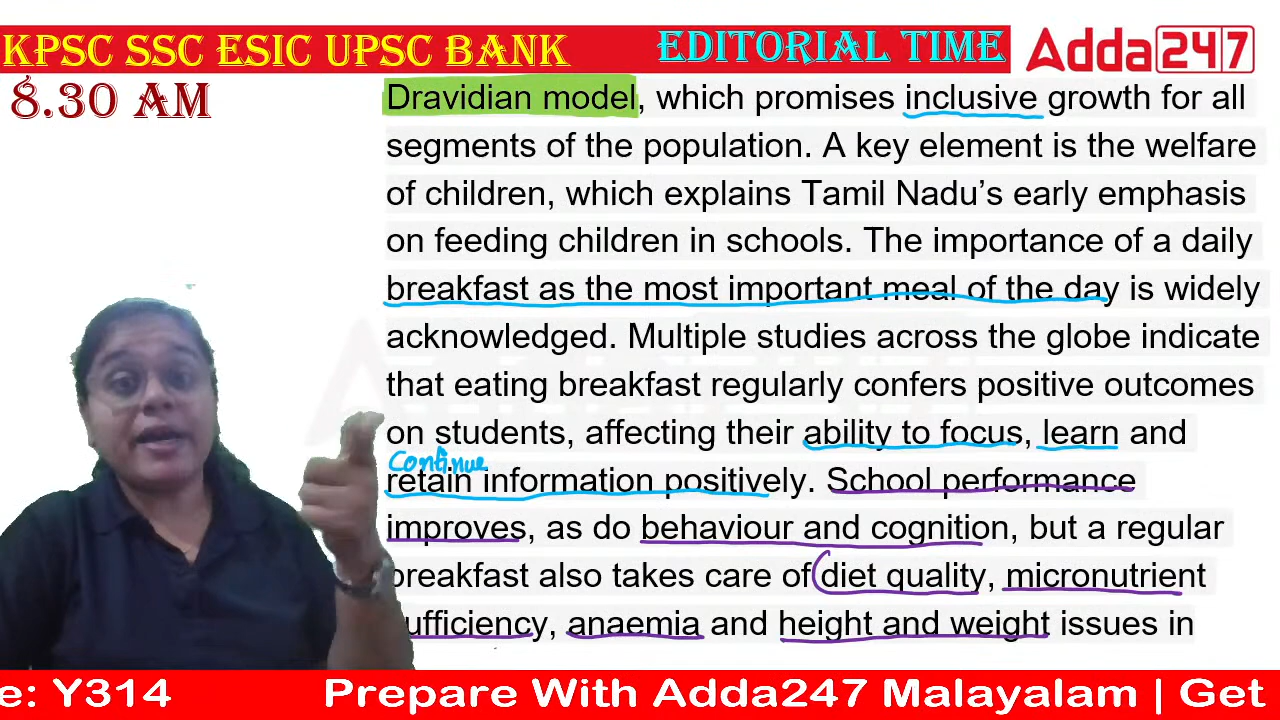 KPSC SSC ESIC UPSC BANK
EDITORIAL TIME
Adda247
8.30 AM
Dravidian model, which promises inclusive growth for all
segments of the population. A key element is the welfare
of children, which explains Tamil Nadu’s early emphasis
on feeding children in schools. The importance of a daily
breakfast as the most important meal of the day is widely
acknowledged. Multiple studies across the globe indicate
that eating breakfast regularly confers positive outcomes
on students, affecting their ability to focus, learn and
Continue
retain information positively. School performance
improves, as do behaviour and cognition, but a regular
breakfast also takes care of diet quality, micronutrient
ufficiency, anaemia and height and weight issues in
e: Y314 Prepare With Adda247 Malayalam | Get